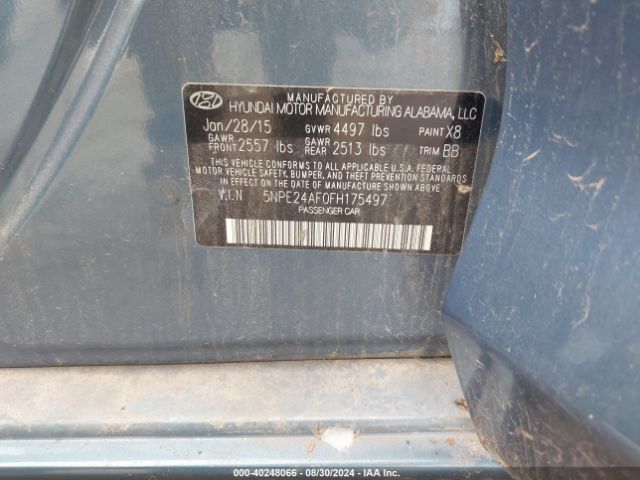 MANUFACTURED BY
HYUNDAI MOTOR MANUFACTURING ALABAMA, LLC
Jan/28/15 GVWR 4497 lbs PAINT X8
GAWR FRONT 2557 lbs GAWR REAR 2513 lbs TRIM BB
THIS VEHICLE CONFORMS TO ALL APPLICABLE U.S.A. FEDERAL
MOTOR VEHICLE SAFETY, BUMPER, AND THEFT PREVENTION STANDARDS
IN EFFECT ON THE DATE OF MANUFACTURE SHOWN ABOVE.
V.I.N 5NPE24AF0FH175497
PASSENGER CAR
000-40248066 - 08/30/2024 - IAA Inc.